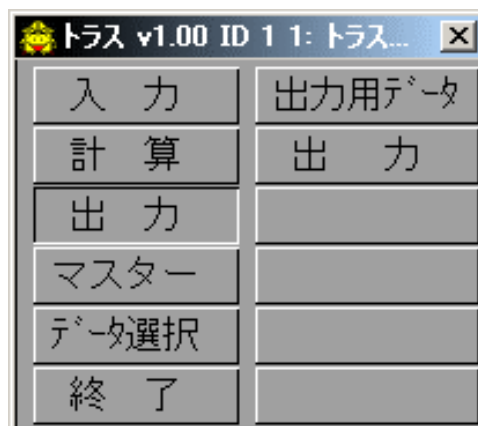 トラス v1.00 ID 1 1: トラス...
入 力
出力用ﾃﾞｰﾀ
計 算
出 力
出 力
マスター
ﾃﾞｰﾀ選択
終 了